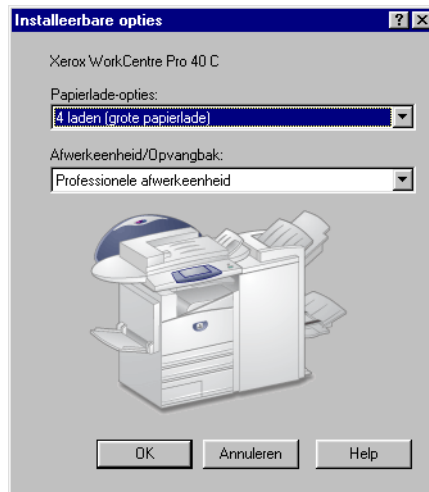 Installeerbare opties
Xerox WorkCentre Pro 40 C
Papierlade-opties:
4 laden (grote papierlade)
Afwerkeenheid/Opvangbak:
Professionele afwerkeenheid
OK Annuleren Help